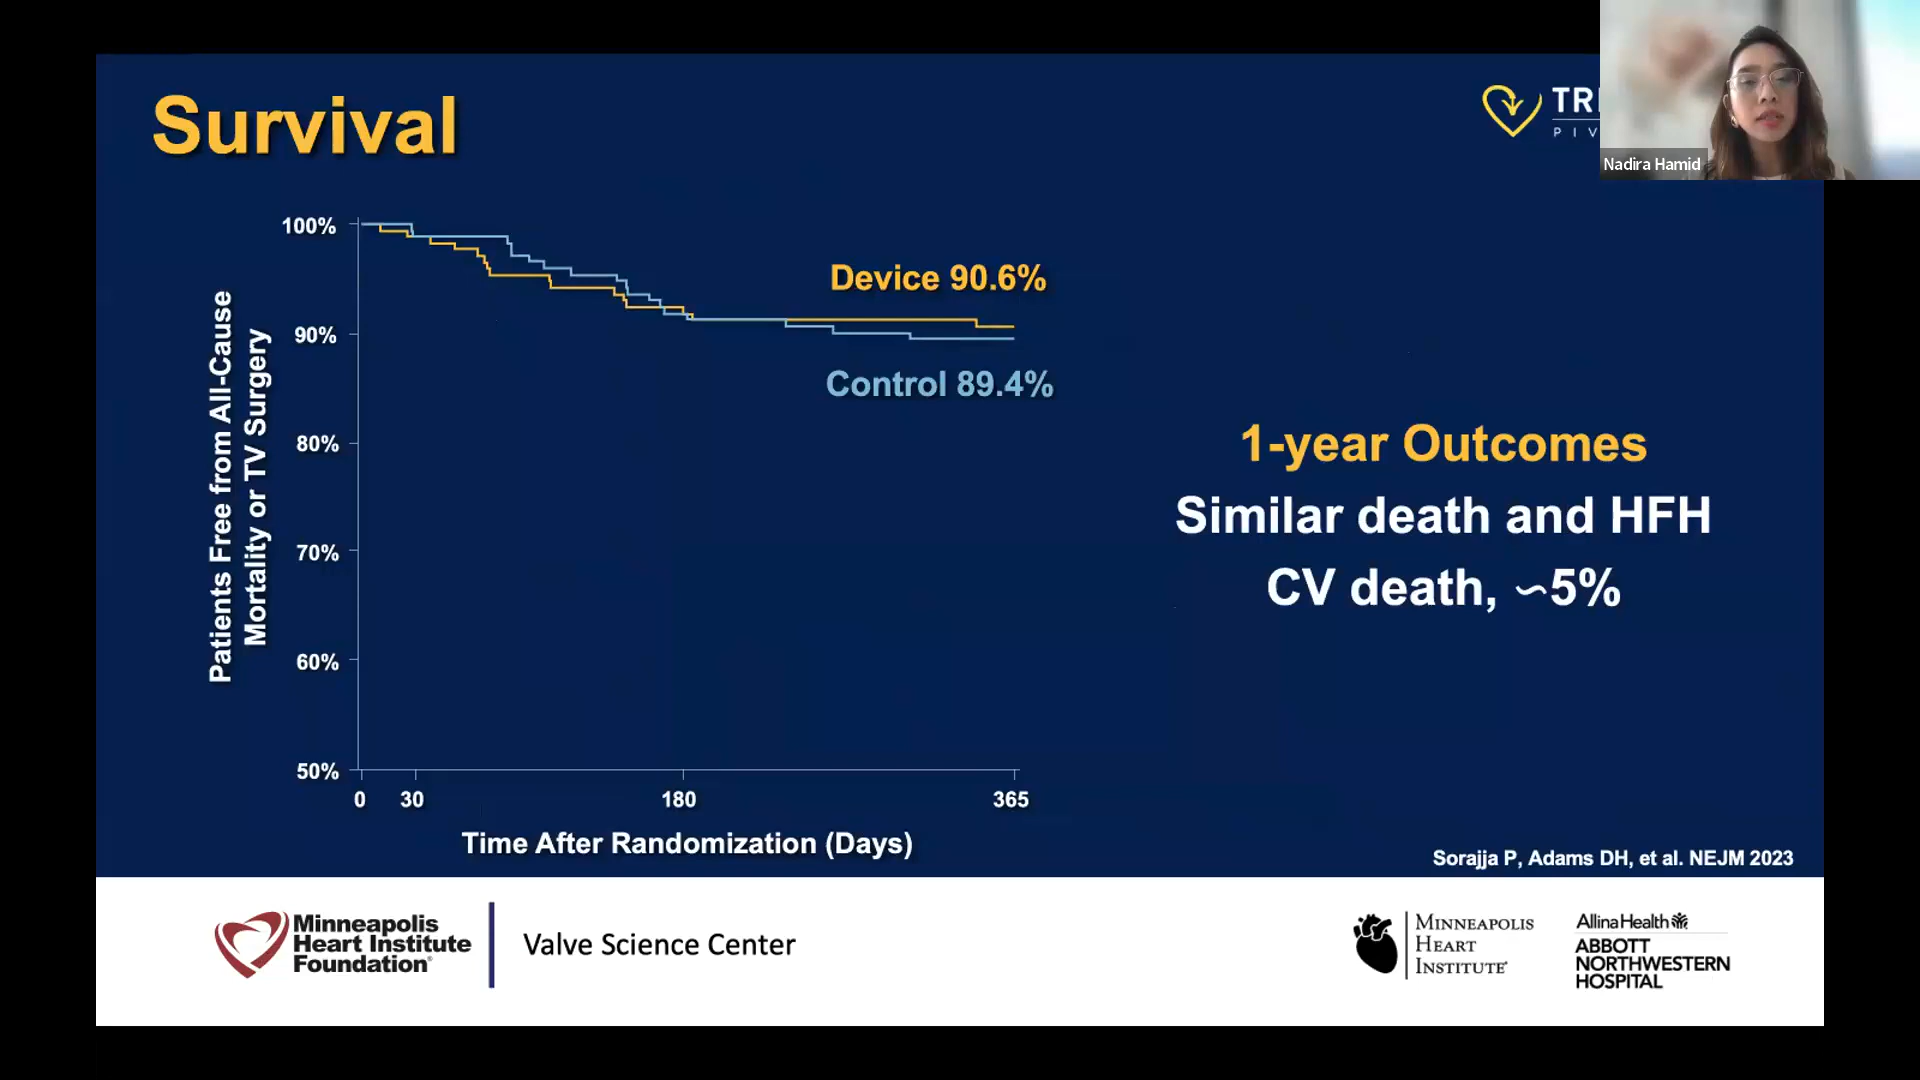 Survival
TRI
PIV
Nadira Hamid
100%
90%
80%
70%
60%
50%
Patients Free from All-Cause
Mortality or TV Surgery
Device 90.6%
Control 89.4%
0 30 180 365
Time After Randomization (Days)
1-year Outcomes
Similar death and HFH
CV death, ~5%
Sorajja P, Adams DH, et al. NEJM 2023
Minneapolis
Heart Institute
Foundation®
Valve Science Center
MINNEAPOLIS
HEART
INSTITUTE®
AllinaHealth
ABBOTT
NORTHWESTERN
HOSPITAL